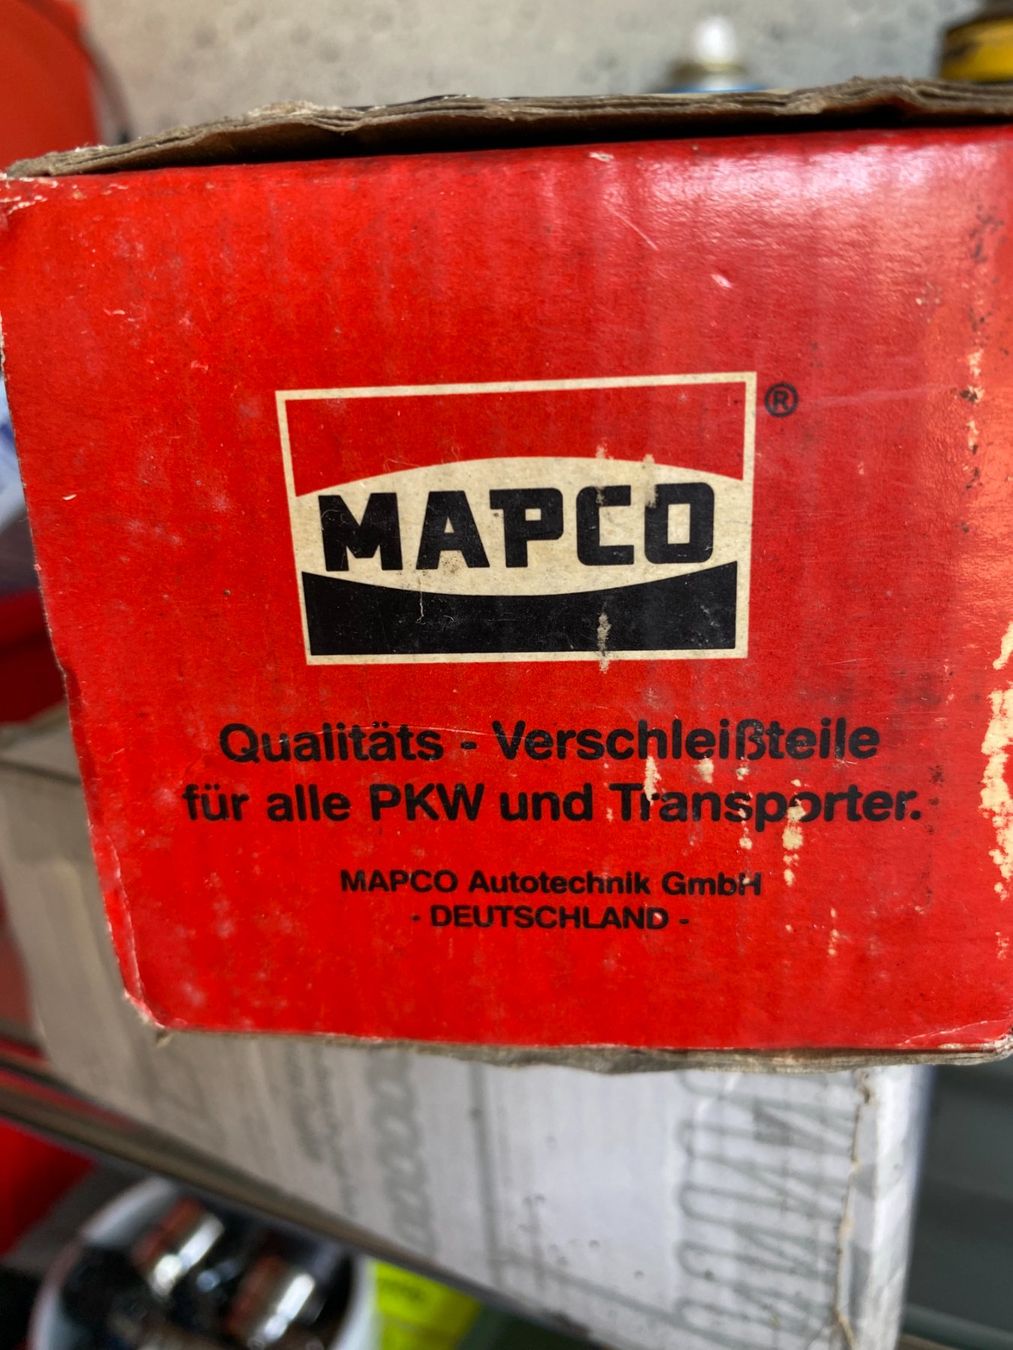 MAPCO ®
Qualitäts - Verschleißteile
für alle PKW und Transporter.
MAPCO Autotechnik GmbH
- DEUTSCHLAND -